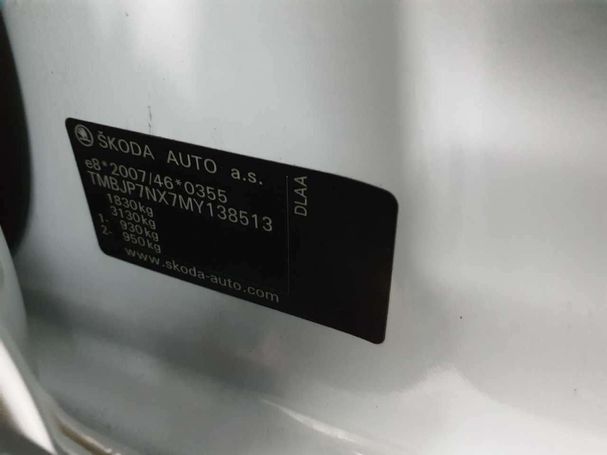 ŠKODA AUTO a.s.
e8*2007/46*0355
TMBJP7NX7MY138513
1830kg
3130kg
1- 930kg
2- 950kg
www.skoda-auto.com
DLAA